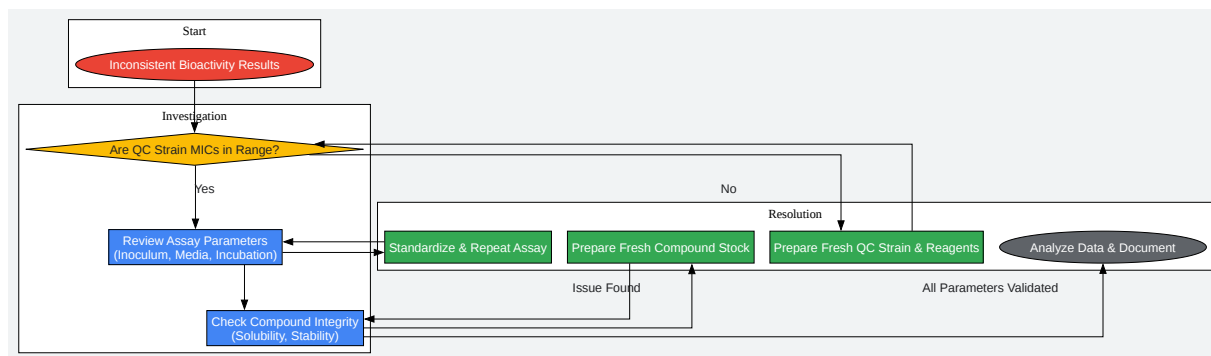 Start
Inconsistent Bioactivity Results
Investigation
Are QC Strain MICs in Range?
Yes
No
Resolution
Review Assay Parameters
(Inoculum, Media, Incubation)
Standardize & Repeat Assay
Prepare Fresh Compound Stock
Prepare Fresh QC Strain & Reagents
Analyze Data & Document
Issue Found
All Parameters Validated
Check Compound Integrity
(Solubility, Stability)